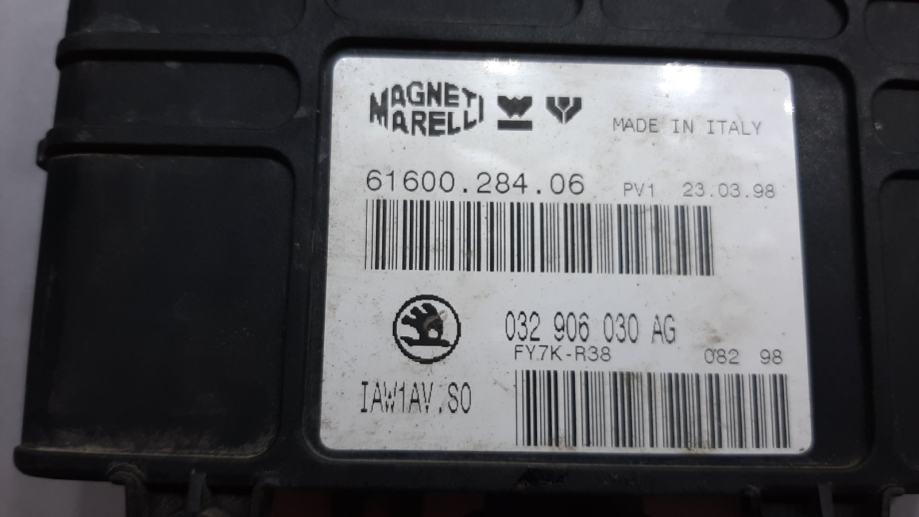 MAGNETI
MARELLI
MADE IN ITALY
61600.284.06 PV1 23.03.98
032 906 030 AG
FY7K-R38 082 98
IAW1AV.S0